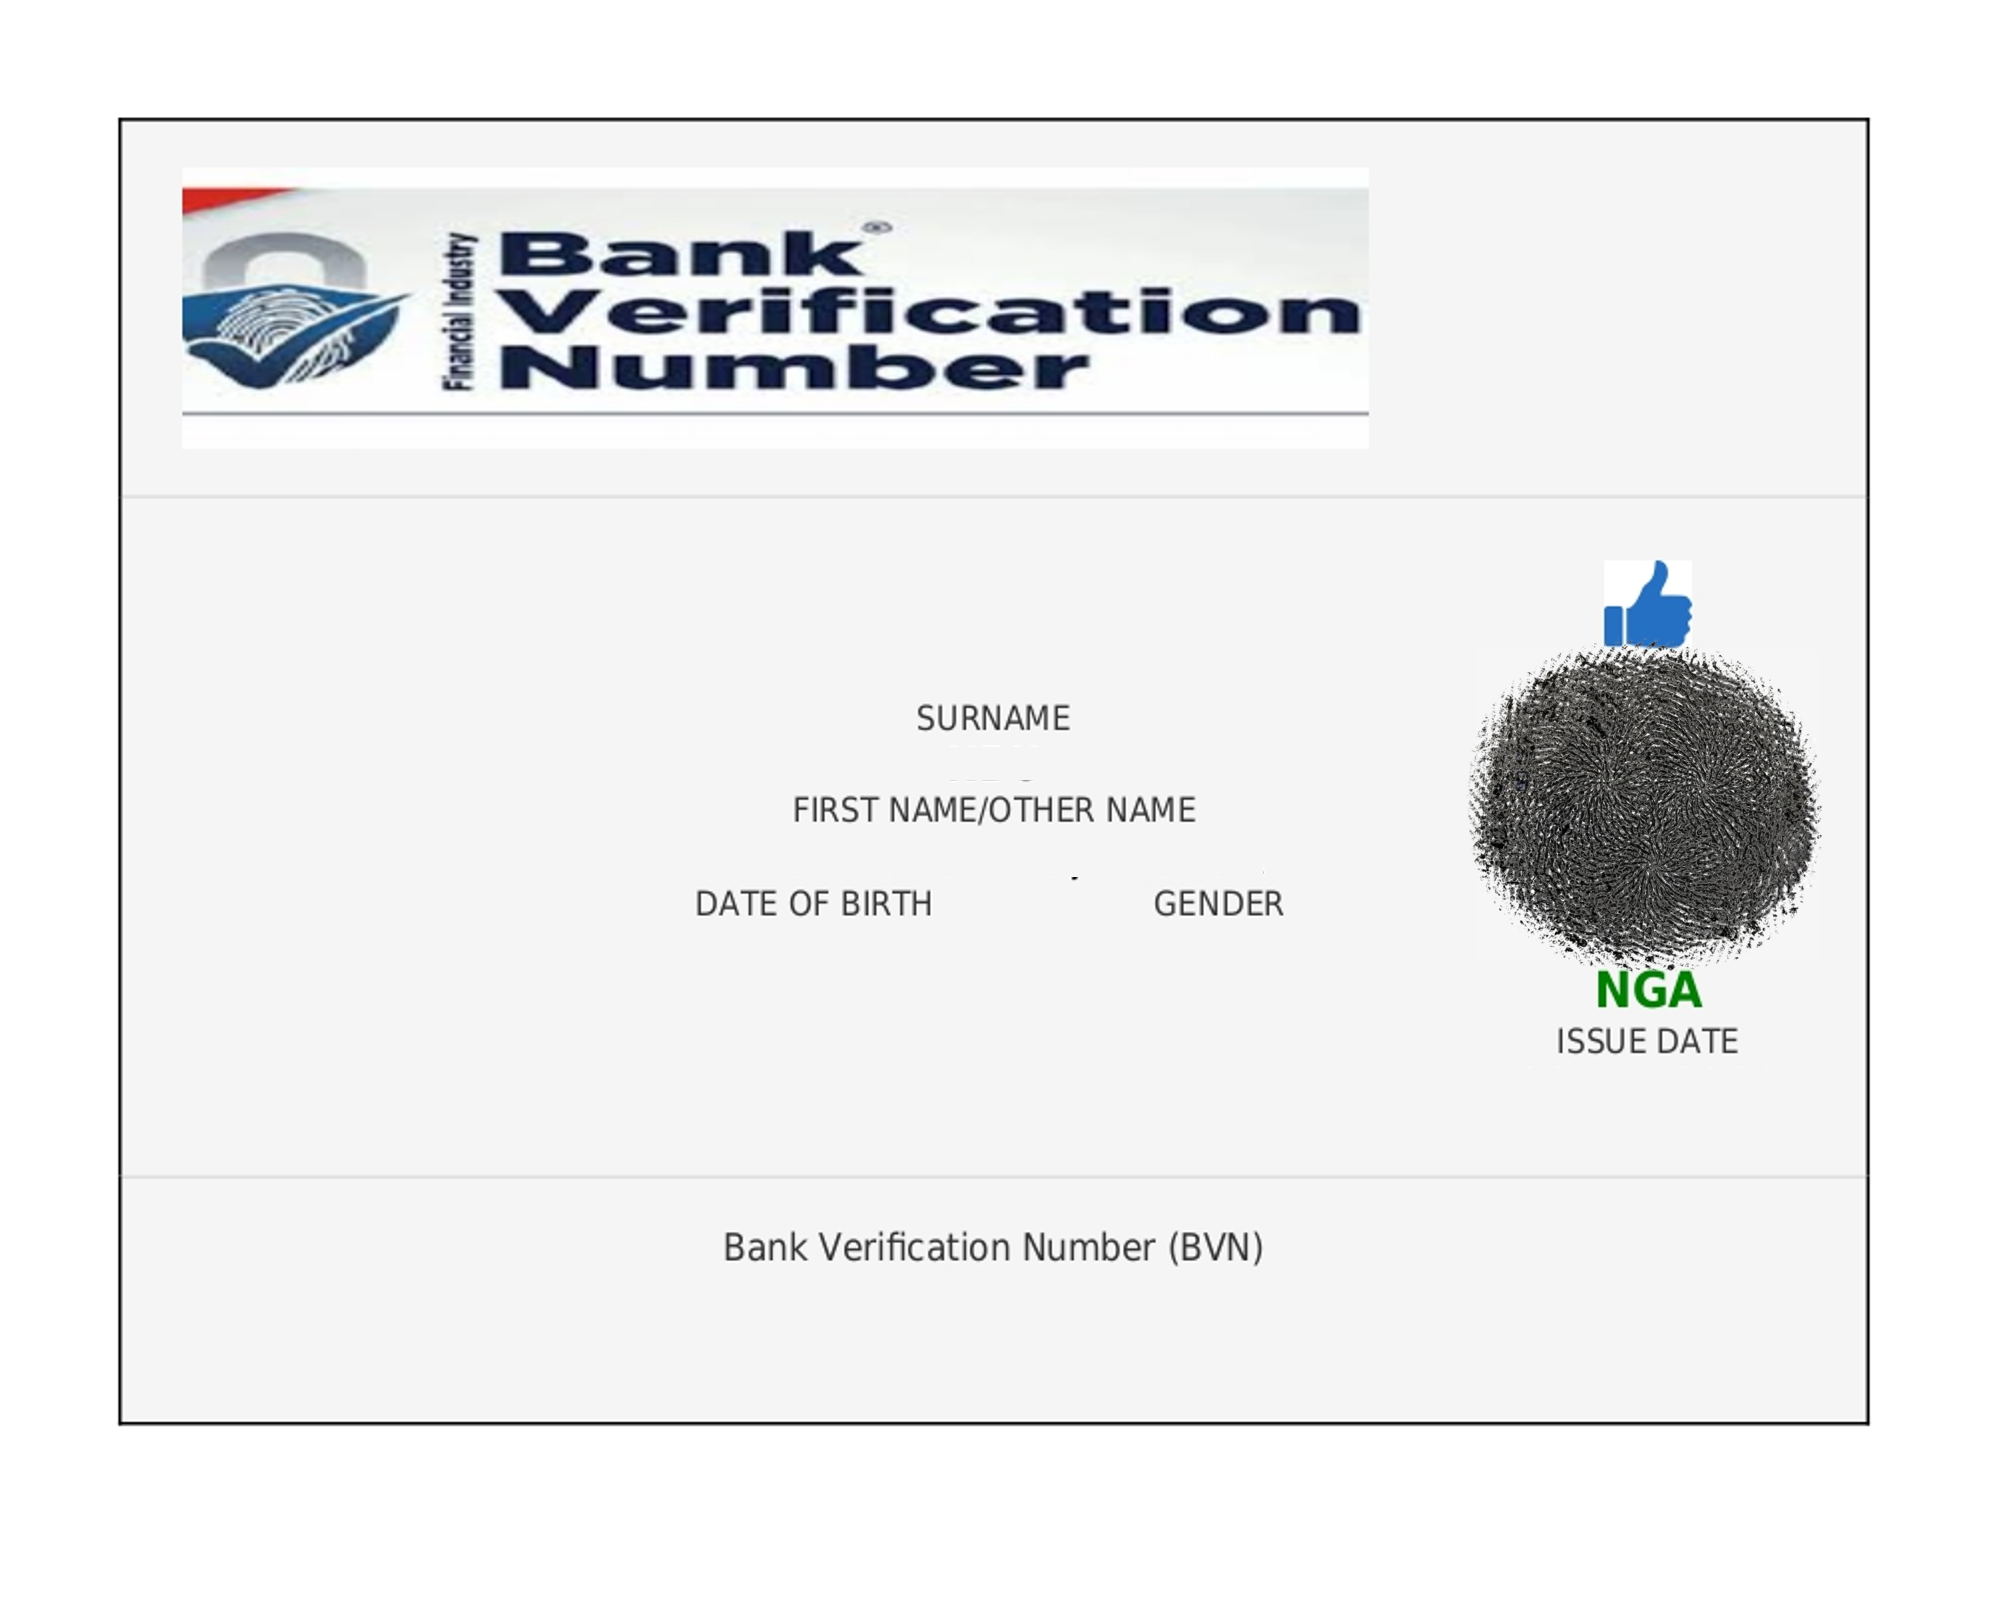 Financial Industry
Bank®
Verification
Number
SURNAME
FIRST NAME/OTHER NAME
DATE OF BIRTH GENDER
NGA
ISSUE DATE
Bank Verification Number (BVN)